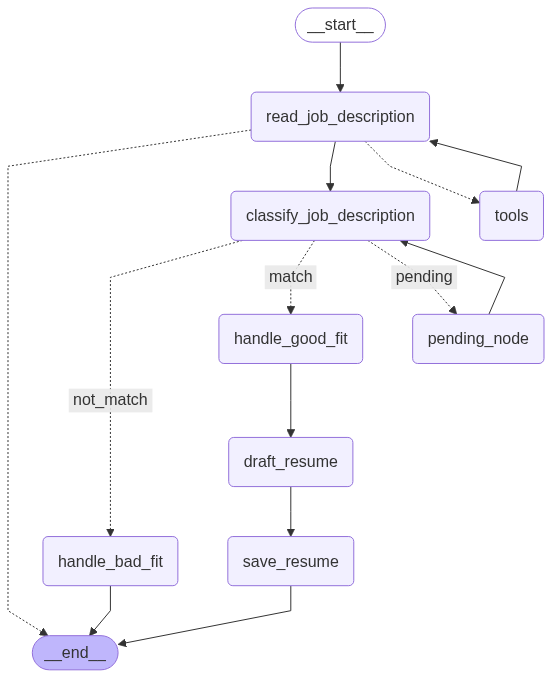 __start__
read_job_description
classify_job_description
tools
match
pending
handle_good_fit
pending_node
not_match
draft_resume
handle_bad_fit
save_resume
__end__